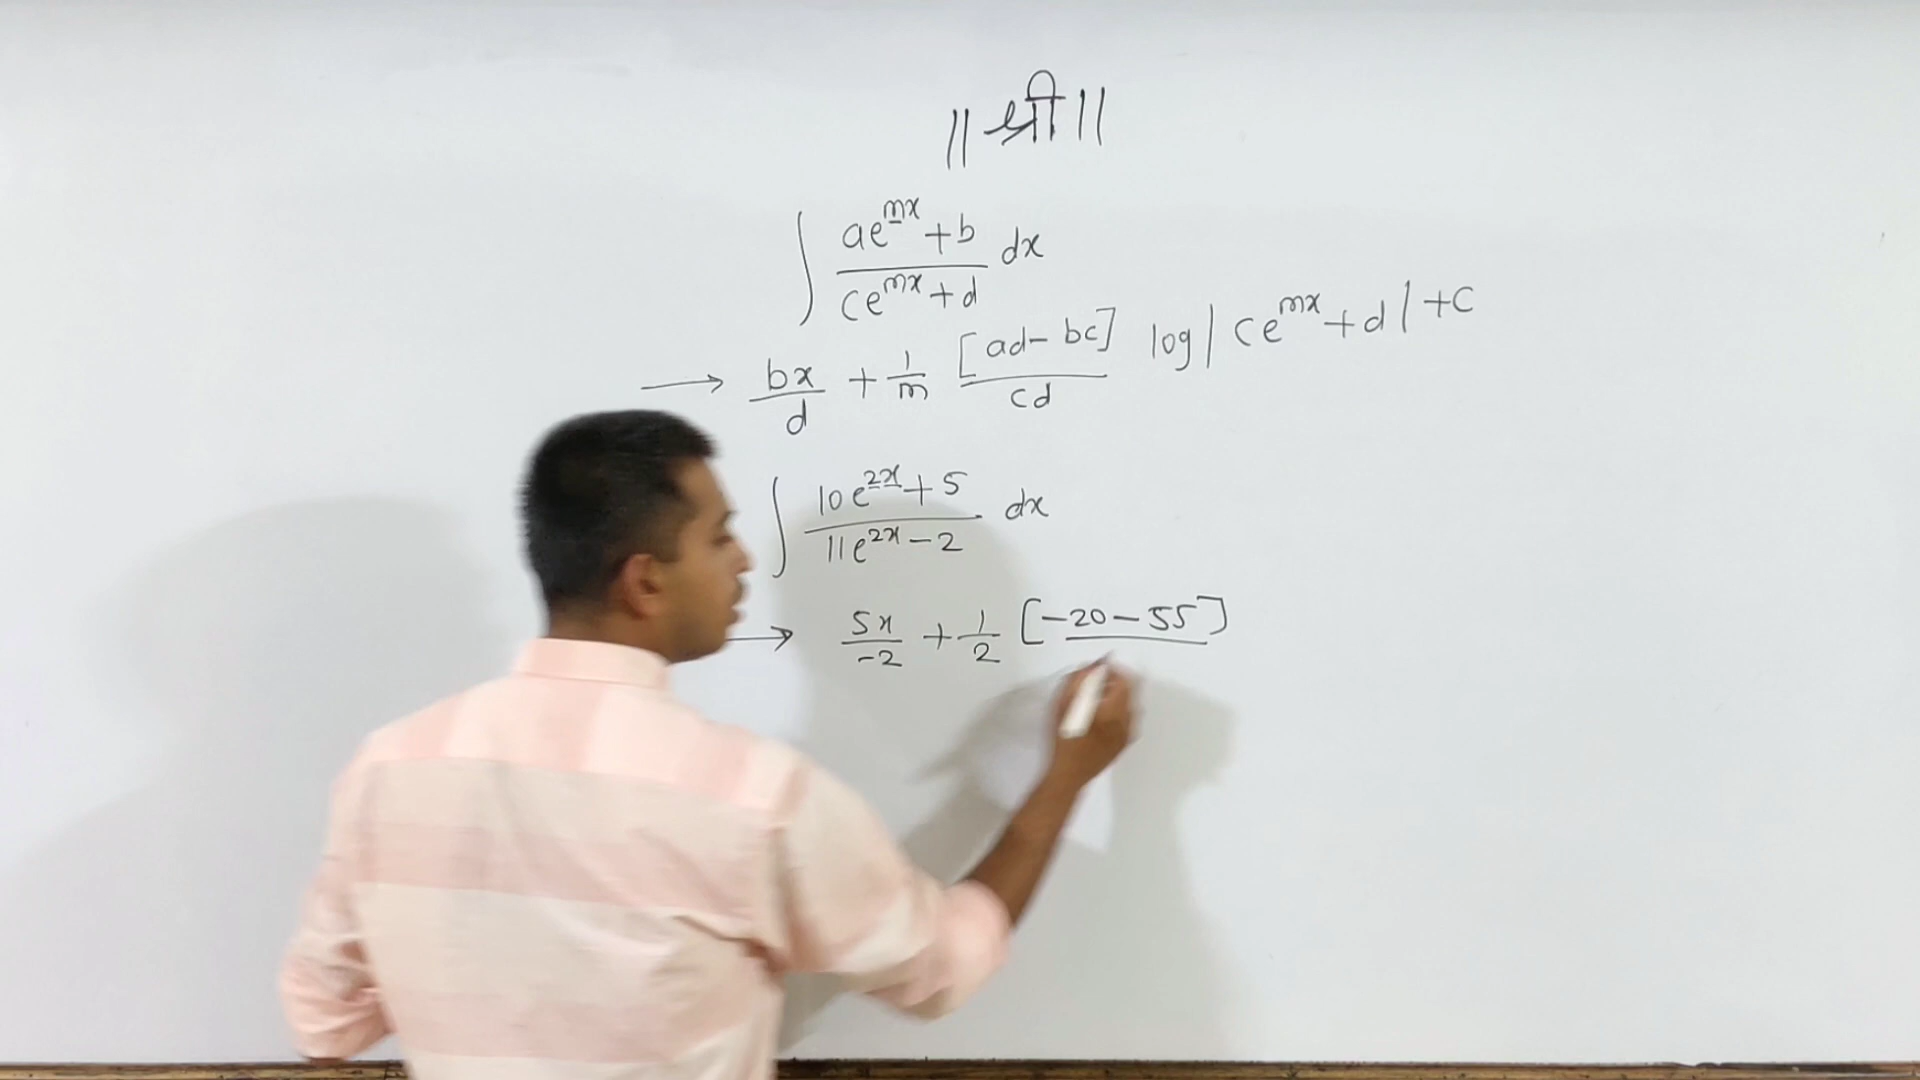 ॥ श्री ॥
∫ (ae^{mx} + b)/(ce^{mx} + d) dx
→ bx/d + 1/m [ad - bc]/cd log|ce^{mx} + d| + C
∫ (10e^{2x} + 5)/(11e^{2x} - 2) dx
→ 5x/-2 + 1/2 [-20 - 55]